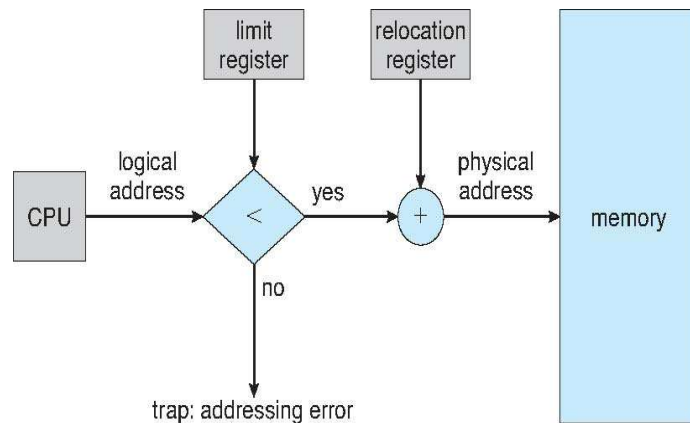 limit
register
relocation
register
logical
address
physical
address
CPU
<
yes
+
memory
no
trap: addressing error